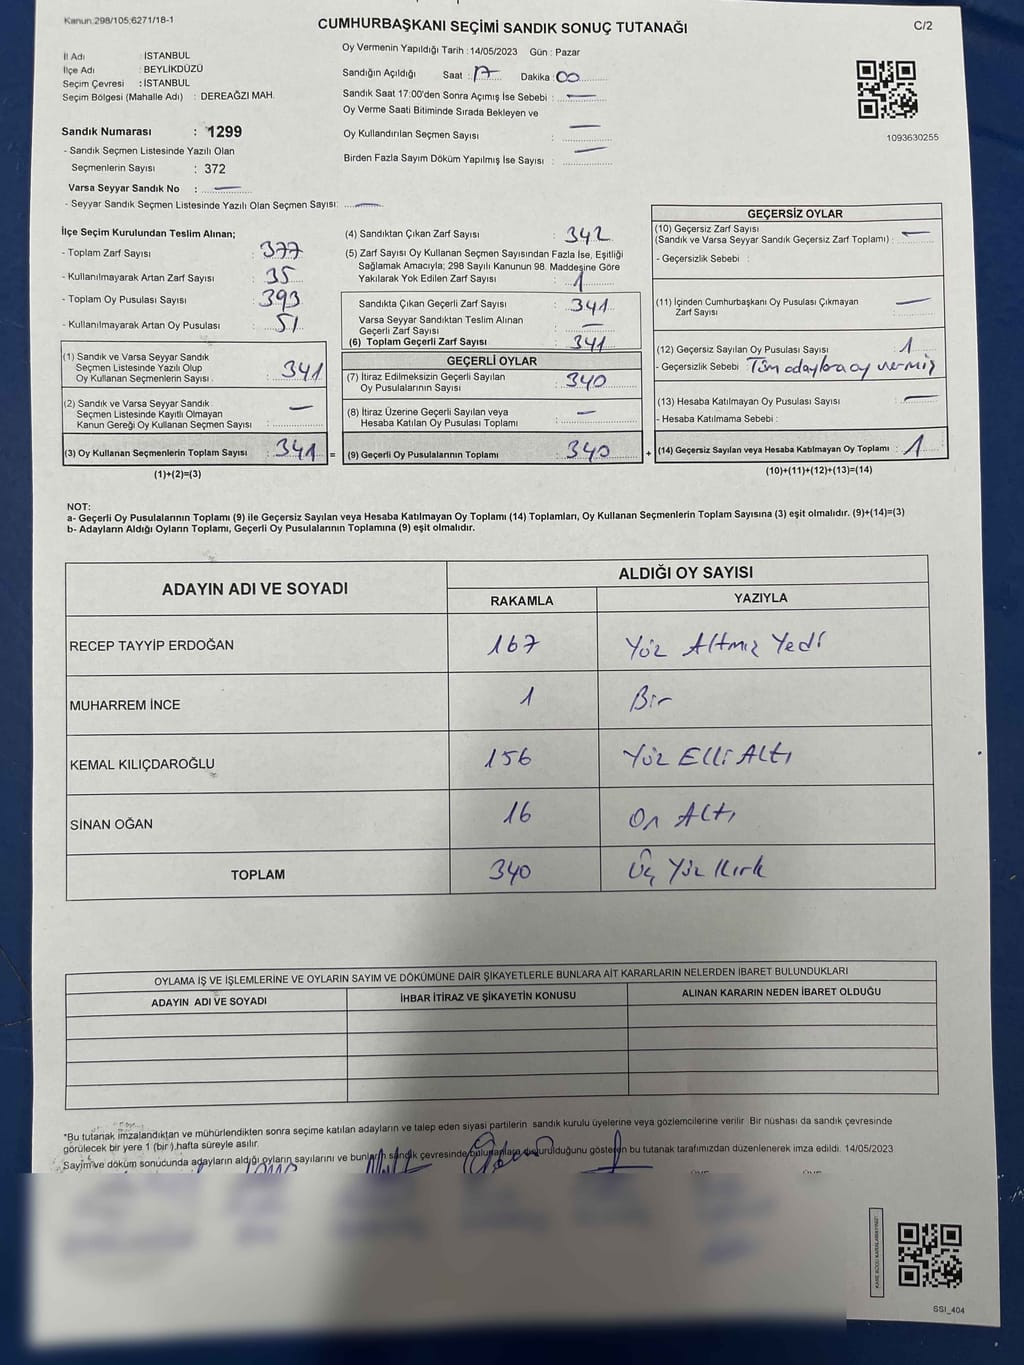 Kanun:298/105;6271/18-1
CUMHURBAŞKANI SEÇİMİ SANDIK SONUÇ TUTANAĞI
C/2
İl Adı : İSTANBUL
İlçe Adı : BEYLİKDÜZÜ
Seçim Çevresi : İSTANBUL
Seçim Bölgesi (Mahalle Adı) : DEREAĞZI MAH.
Oy Vermenin Yapıldığı Tarih :14/05/2023 Gün : Pazar
Sandığın Açıldığı Saat : 17 Dakika : 00
Sandık Saat 17:00'den Sonra Açımış İse Sebebi : —
Oy Verme Saati Bitiminde Sırada Bekleyen ve
Oy Kullandırılan Seçmen Sayısı : —
Birden Fazla Sayım Döküm Yapılmış İse Sayısı : —
1093630255
Sandık Numarası : 1299
- Sandık Seçmen Listesinde Yazılı Olan
Seçmenlerin Sayısı : 372
Varsa Seyyar Sandık No : —
- Seyyar Sandık Seçmen Listesinde Yazılı Olan Seçmen Sayısı: —
İlçe Seçim Kurulundan Teslim Alınan;
- Toplam Zarf Sayısı : 377
- Kullanılmayarak Artan Zarf Sayısı : 35
- Toplam Oy Pusulası Sayısı : 393
- Kullanılmayarak Artan Oy Pusulası : 51
(1) Sandık ve Varsa Seyyar Sandık
Seçmen Listesinde Yazılı Olup
Oy Kullanan Seçmenlerin Sayısı : 341
(2) Sandık ve Varsa Seyyar Sandık
Seçmen Listesinde Kayıtlı Olmayan
Kanun Gereği Oy Kullanan Seçmen Sayısı : —
(3) Oy Kullanan Seçmenlerin Toplam Sayısı : 341 =
(1)+(2)=(3)
(4) Sandıktan Çıkan Zarf Sayısı : 342
(5) Zarf Sayısı Oy Kullanan Seçmen Sayısından Fazla İse, Eşitliği
Sağlamak Amacıyla; 298 Sayılı Kanunun 98. Maddesine Göre
Yakılarak Yok Edilen Zarf Sayısı : 1
Sandıkta Çıkan Geçerli Zarf Sayısı : 341
Varsa Seyyar Sandıktan Teslim Alınan
Geçerli Zarf Sayısı : —
(6) Toplam Geçerli Zarf Sayısı : 341
GEÇERLİ OYLAR
(7) İtiraz Edilmeksizin Geçerli Sayılan
Oy Pusulalarının Sayısı : 340
(8) İtiraz Üzerine Geçerli Sayılan veya
Hesaba Katılan Oy Pusulası Toplamı : —
(9) Geçerli Oy Pusulalarının Toplamı : 340 +
GEÇERSİZ OYLAR
(10) Geçersiz Zarf Sayısı
(Sandık ve Varsa Seyyar Sandık Geçersiz Zarf Toplamı) : —
- Geçersizlik Sebebi :
(11) İçinden Cumhurbaşkanı Oy Pusulası Çıkmayan
Zarf Sayısı : —
(12) Geçersiz Sayılan Oy Pusulası Sayısı : 1
- Geçersizlik Sebebi : Tüm adaylara oy vermiş
(13) Hesaba Katılmayan Oy Pusulası Sayısı : —
- Hesaba Katılmama Sebebi :
(14) Geçersiz Sayılan veya Hesaba Katılmayan Oy Toplamı : 1
(10)+(11)+(12)+(13)=(14)
NOT:
a- Geçerli Oy Pusulalarının Toplamı (9) ile Geçersiz Sayılan veya Hesaba Katılmayan Oy Toplamı (14) Toplamları, Oy Kullanan Seçmenlerin Toplam Sayısına (3) eşit olmalıdır. (9)+(14)=(3)
b- Adayların Aldığı Oyların Toplamı, Geçerli Oy Pusulalarının Toplamına (9) eşit olmalıdır.
ADAYIN ADI VE SOYADI
ALDIĞI OY SAYISI
RAKAMLA YAZIYLA
RECEP TAYYİP ERDOĞAN 167 Yüz Altmış Yedi
MUHARREM İNCE 1 Bir
KEMAL KILIÇDAROĞLU 156 Yüz Elli Altı
SİNAN OĞAN 16 On Altı
TOPLAM 340 Üç Yüz Kırk
OYLAMA İŞ VE İŞLEMLERİNE VE OYLARIN SAYIM VE DÖKÜMÜNE DAİR ŞİKAYETLERLE BUNLARA AİT KARARLARIN NELERDEN İBARET BULUNDUKLARI
ADAYIN ADI VE SOYADI İHBAR İTİRAZ VE ŞİKAYETİN KONUSU ALINAN KARARIN NEDEN İBARET OLDUĞU
*Bu tutanak imzalandıktan ve mühürlendikten sonra seçime katılan adayların ve talep eden siyasi partilerin sandık kurulu üyelerine veya gözlemcilerine verilir Bir nüshası da sandık çevresinde
görülecek bir yere 1 (bir) hafta süreyle asılır.
Sayım ve döküm sonucunda adayların aldığı oyların sayılarını ve bunların sandık çevresinde duyurulduğunu gösteren bu tutanak tarafımızdan düzenlenerek imza edildi. 14/05/2023
SSI_404